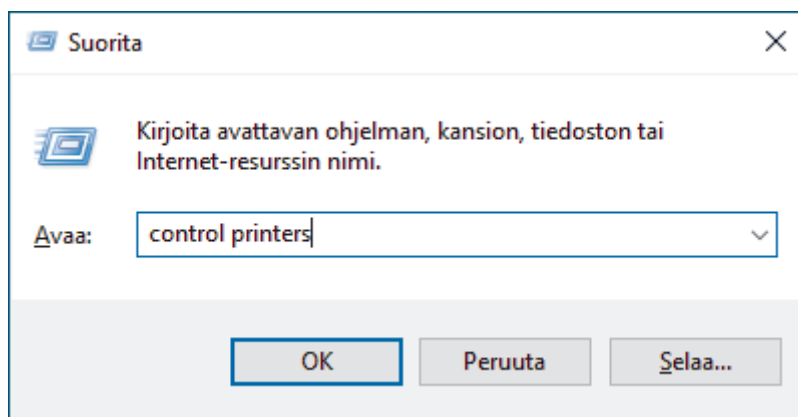 Suorita
Kirjoita avattavan ohjelman, kansion, tiedoston tai
Internet-resurssin nimi.
Avaa: control printers
OK Peruuta Selaa...